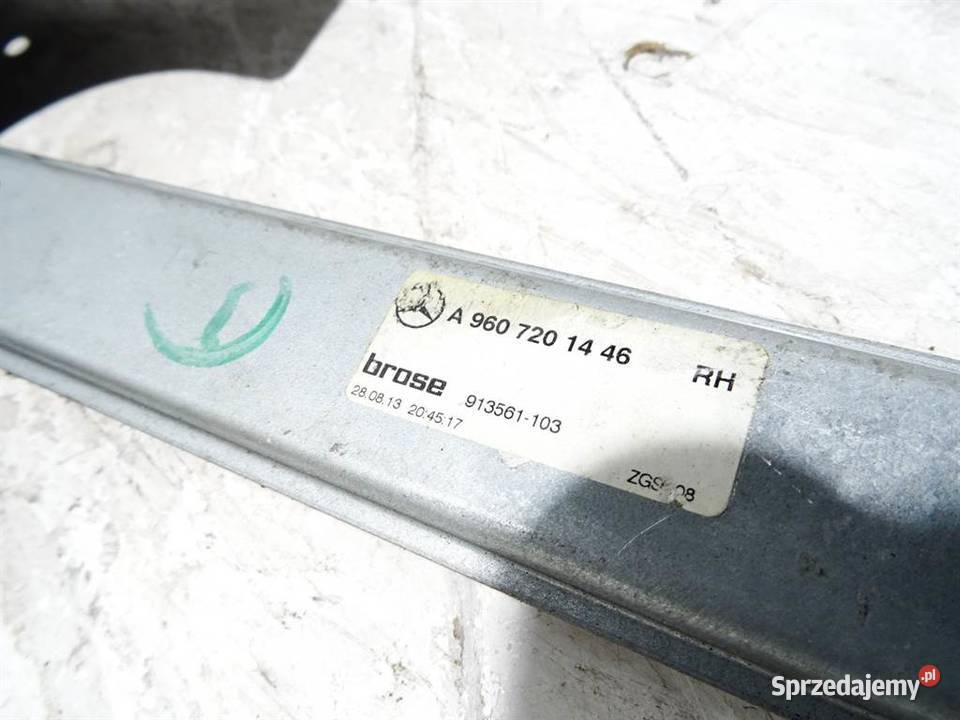 A 960 720 14 46 RH
brose 913561-103
28.08.13 20:45:17
Sprzedajemy.pl